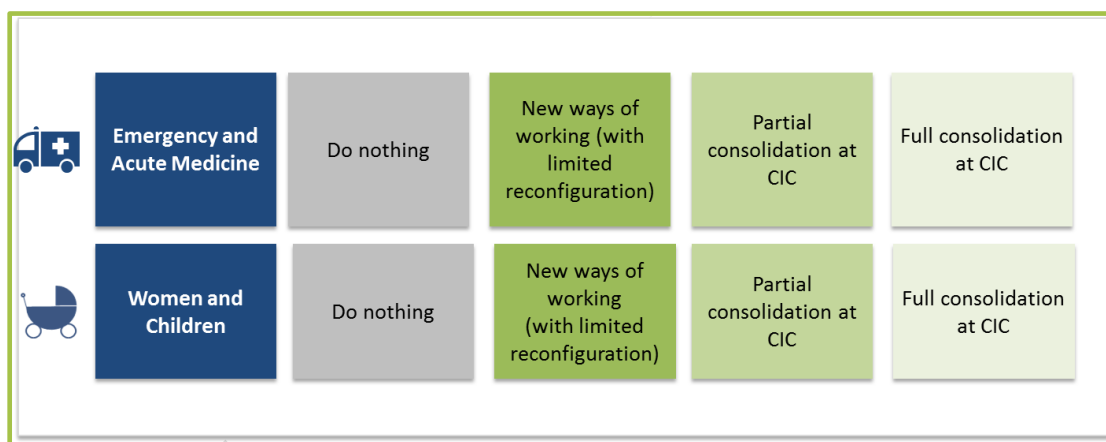 Emergency and
Acute Medicine
Do nothing
New ways of
working (with
limited
reconfiguration)
Partial
consolidation at
CIC
Full consolidation
at CIC
Women and
Children
Do nothing
New ways of
working
(with limited
reconfiguration)
Partial
consolidation at
CIC
Full consolidation
at CIC